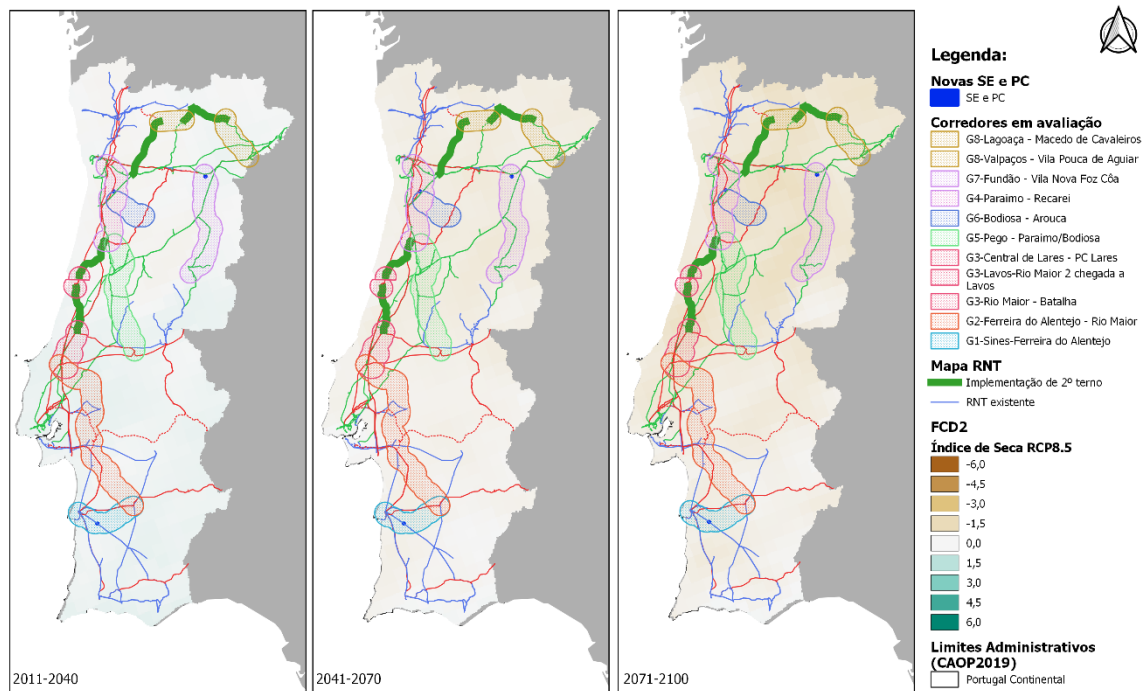 2011-2040
2041-2070
2071-2100
Legenda:
Novas SE e PC
SE e PC
Corredores em avaliação
G8-Lagoaça - Macedo de Cavaleiros
G8-Valpaços - Vila Pouca de Aguiar
G7-Fundão - Vila Nova Foz Côa
G4-Paraimo - Recarei
G6-Bodiosa - Arouca
G5-Pego - Paraimo/Bodiosa
G3-Central de Lares - PC Lares
G3-Lavos-Rio Maior 2 chegada a
Lavos
G3-Rio Maior - Batalha
G2-Ferreira do Alentejo - Rio Maior
G1-Sines-Ferreira do Alentejo
Mapa RNT
Implementação de 2º terno
RNT existente
FCD2
Índice de Seca RCP8.5
-6,0
-4,5
-3,0
-1,5
0,0
1,5
3,0
4,5
6,0
Limites Administrativos
(CAOP2019)
Portugal Continental